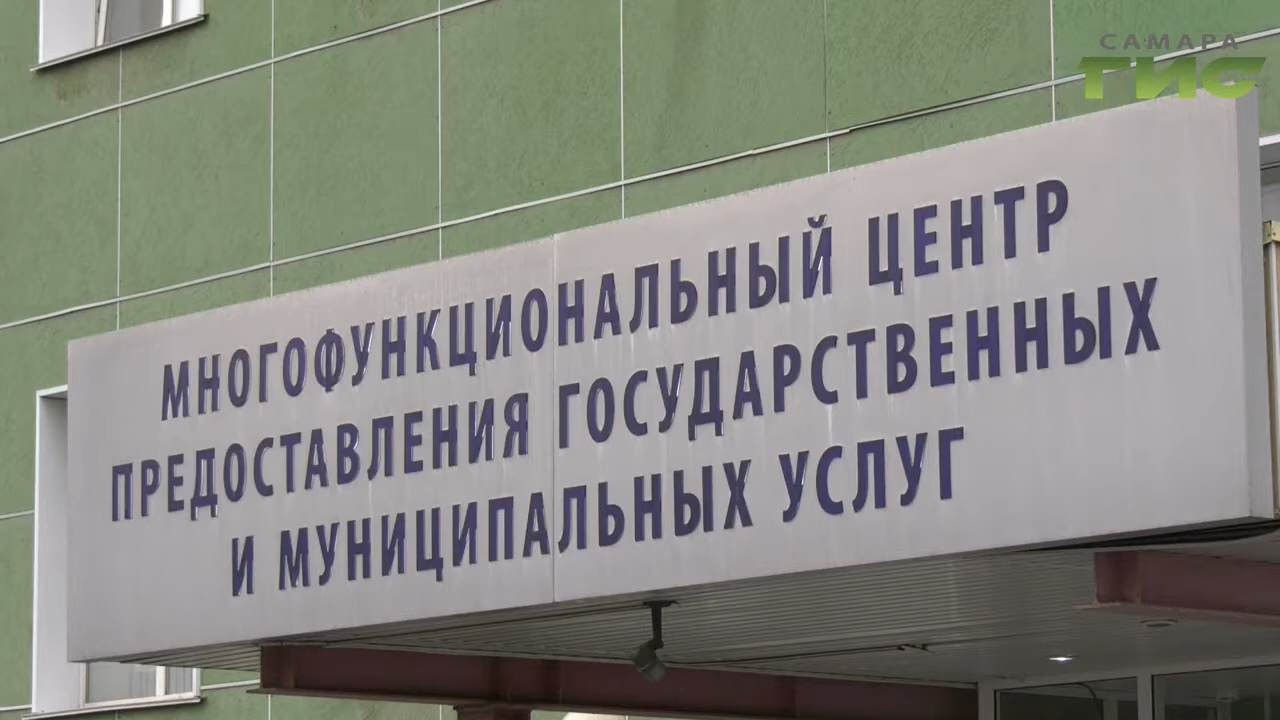 САМАРА
ГИС
МНОГОФУНКЦИОНАЛЬНЫЙ ЦЕНТР
ПРЕДОСТАВЛЕНИЯ ГОСУДАРСТВЕННЫХ
И МУНИЦИПАЛЬНЫХ УСЛУГ